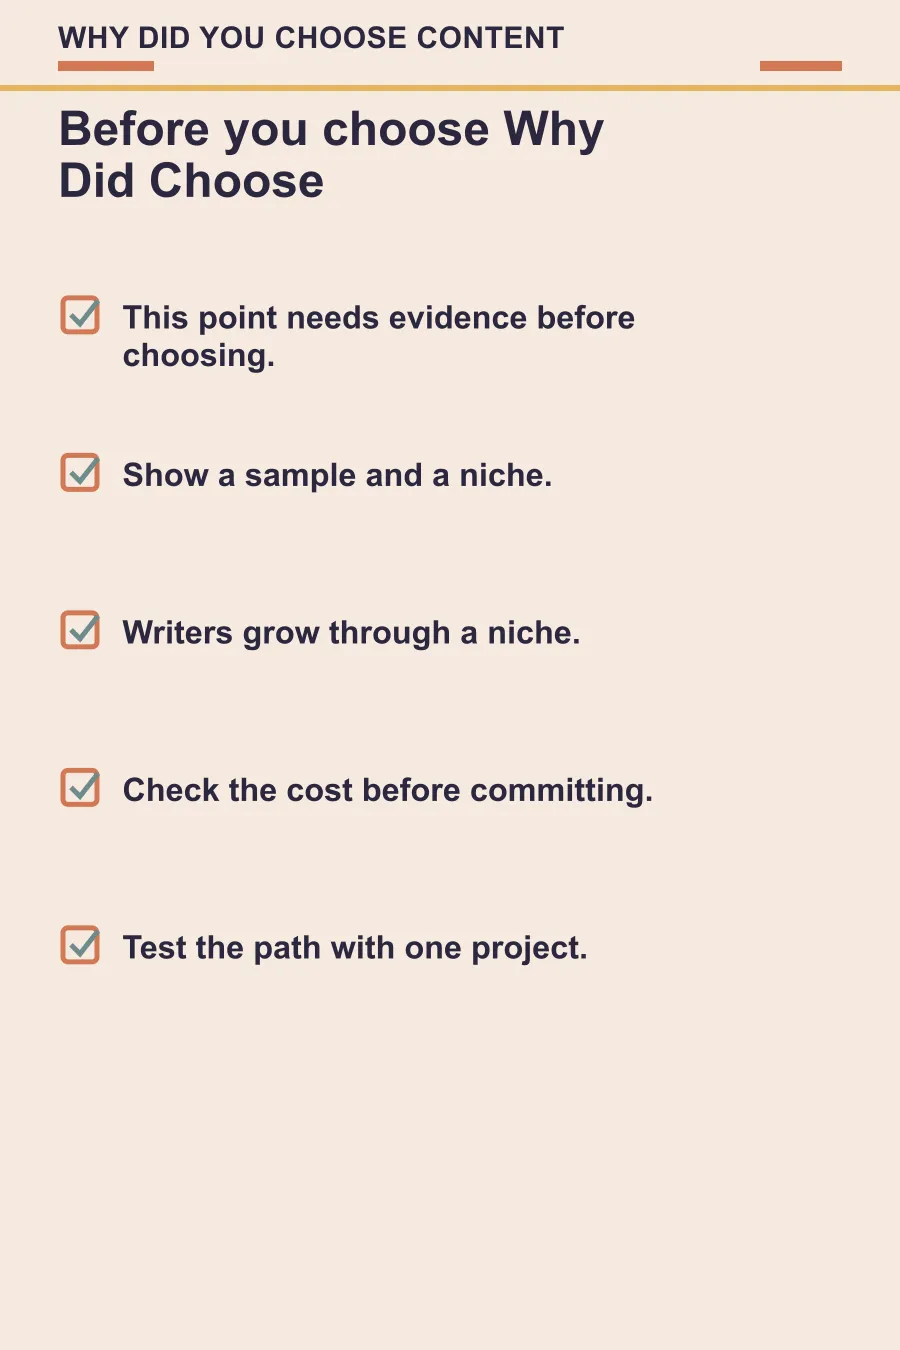 WHY DID YOU CHOOSE CONTENT
Before you choose Why
Did Choose
This point needs evidence before
choosing.
Show a sample and a niche.
Writers grow through a niche.
Check the cost before committing.
Test the path with one project.